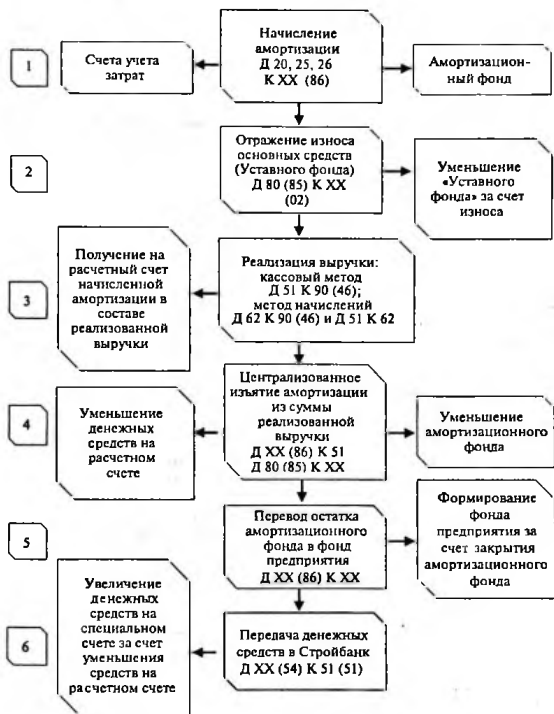 1
Счета учета
затрат
Начисление
амортизации
Д 20, 25, 26
К XX (86)
Амортизацион-
ный фонд
2
Отражение износа
основных средств
(Уставного фонда)
Д 80 (85) К XX
(02)
Уменьшение
«Уставного
фонда» за счет
износа
3
Получение на
расчетный счет
начисленной
амортизации в
составе
реализованной
выручки
Реализация выручки:
кассовый метод
Д 51 К 90 (46);
метод начислений
Д 62 К 90 (46) и Д 51 К 62
4
Уменьшение
денежных
средств на
расчетном
счете
Централизованное
изъятие амортизации
из суммы
реализованной
выручки
Д XX (86) К 51
Д 80 (85) К XX
Уменьшение
амортизационного
фонда
5
Перевод остатка
амортизационного
фонда в фонд
предприятия
Д XX (86) К XX
Формирование
фонда
предприятия за
счет закрытия
амортизационного
фонда
6
Увеличение
денежных
средств на
специальном
счете за счет
уменьшения
средств на
расчетном счете
Передача денежных
средств в Стройбанк
Д XX (54) К 51 (51)